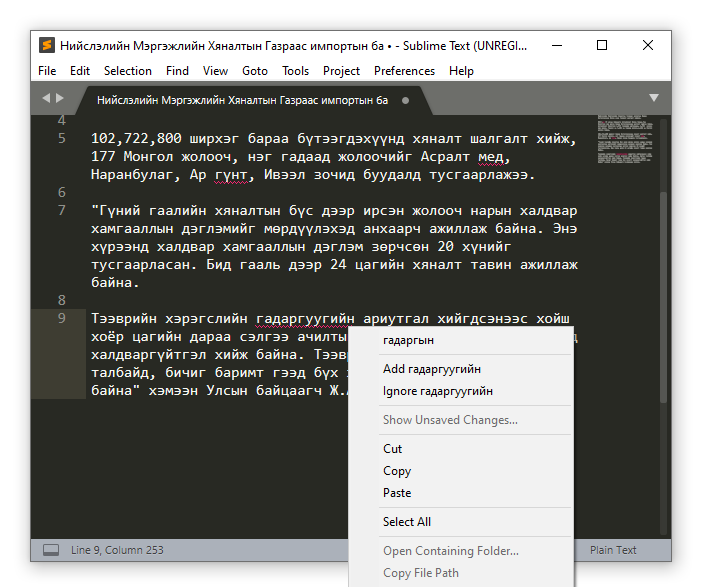 Нийслэлийн Мэргэжлийн Хяналтын Газраас импортын ба • - Sublime Text (UNREGI...
File Edit Selection Find View Goto Tools Project Preferences Help
Нийслэлийн Мэргэжлийн Хяналтын Газраас импортын ба
4
5 102,722,800 ширхэг бараа бүтээгдэхүүнд хяналт шалгалт хийж,
177 Монгол жолооч, нэг гадаад жолоочийг Асралт мед,
Наранбулаг, Ар гүнт, Ивээл зочид буудалд тусгаарлажээ.
6
7 "Гүний гаалийн хяналтын бүс дээр ирсэн жолооч нарын халдвар
хамгааллын дэглэмийг мөрдүүлэхэд анхаарч ажиллаж байна. Энэ
хүрээнд халдвар хамгааллын дэглэм зөрчсөн 20 хүнийг
тусгаарласан. Бид гааль дээр 24 цагийн хяналт тавин ажиллаж
байна.
8
9 Тээврийн хэрэгслийн гадаргуугийн ариутгал хийгдсэнээс хойш
хоёр цагийн дараа сэлгээ ачилты
халдваргүйтгэл хийж байна. Тээв
талбайд, бичиг баримт гээд бүх
байна" хэмээн Улсын байцаагч Ж.
гадаргын
Add гадаргуугийн
Ignore гадаргуугийн
Show Unsaved Changes...
Cut
Copy
Paste
Select All
Open Containing Folder...
Copy File Path
Line 9, Column 253 Plain Text